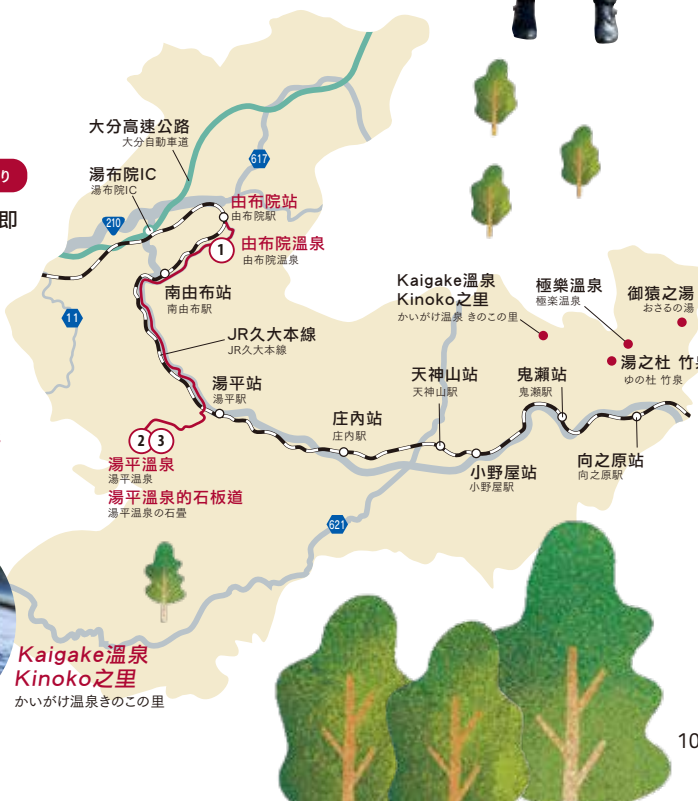 り
即
大分高速公路
大分自動車道
湯布院IC
湯布院IC
617
210
由布院站
由布院駅
1
由布院溫泉
由布院温泉
南由布站
南由布駅
11
JR久大本線
JR久大本線
湯平站
湯平駅
2 3
湯平溫泉
湯平温泉
湯平溫泉的石板道
湯平温泉の石畳
庄內站
庄内駅
天神山站
天神山駅
小野屋站
小野屋駅
鬼瀨站
鬼瀬駅
向之原站
向之原駅
Kaigake溫泉
Kinoko之里
かいがけ温泉 きのこの里
極樂溫泉
極楽温泉
御猿之湯
おさるの湯
湯之杜 竹
ゆの杜 竹泉
621
Kaigake溫泉
Kinoko之里
かいがけ温泉きのこの里
10